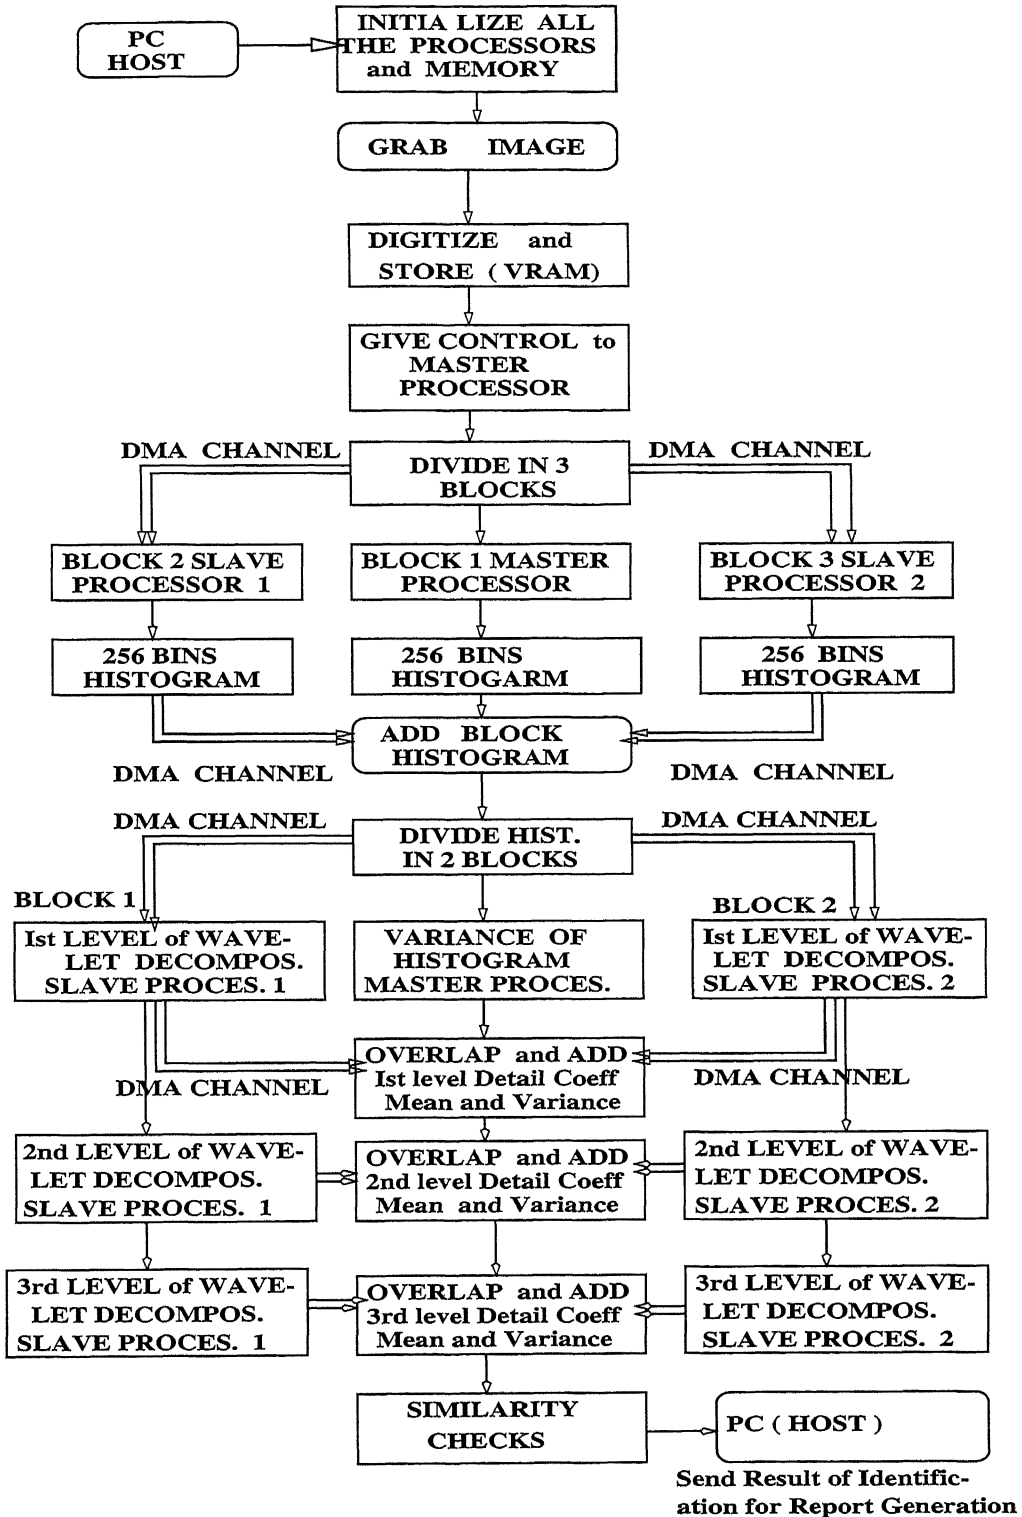 PC
HOST
INITIA LIZE ALL
THE PROCESSORS
and MEMORY
GRAB IMAGE
DIGITIZE and
STORE ( VRAM)
GIVE CONTROL to
MASTER
PROCESSOR
DMA CHANNEL
DIVIDE IN 3
BLOCKS
DMA CHANNEL
BLOCK 2 SLAVE
PROCESSOR 1
BLOCK 1 MASTER
PROCESSOR
BLOCK 3 SLAVE
PROCESSOR 2
256 BINS
HISTOGRAM
256 BINS
HISTOGARM
256 BINS
HISTOGRAM
ADD BLOCK
HISTOGRAM
DMA CHANNEL
DMA CHANNEL
DMA CHANNEL
DIVIDE HIST.
IN 2 BLOCKS
DMA CHANNEL
BLOCK 1
BLOCK 2
Ist LEVEL of WAVE-
LET DECOMPOS.
SLAVE PROCES. 1
VARIANCE OF
HISTOGRAM
MASTER PROCES.
Ist LEVEL of WAVE-
LET DECOMPOS.
SLAVE PROCES. 2
OVERLAP and ADD
Ist level Detail Coeff
Mean and Variance
DMA CHANNEL
DMA CHANNEL
2nd LEVEL of WAVE-
LET DECOMPOS.
SLAVE PROCES. 1
OVERLAP and ADD
2nd level Detail Coeff
Mean and Variance
2nd LEVEL of WAVE-
LET DECOMPOS.
SLAVE PROCES. 2
3rd LEVEL of WAVE-
LET DECOMPOS.
SLAVE PROCES. 1
OVERLAP and ADD
3rd level Detail Coeff
Mean and Variance
3rd LEVEL of WAVE-
LET DECOMPOS.
SLAVE PROCES. 2
SIMILARITY
CHECKS
PC ( HOST )
Send Result of Identific-
ation for Report Generation